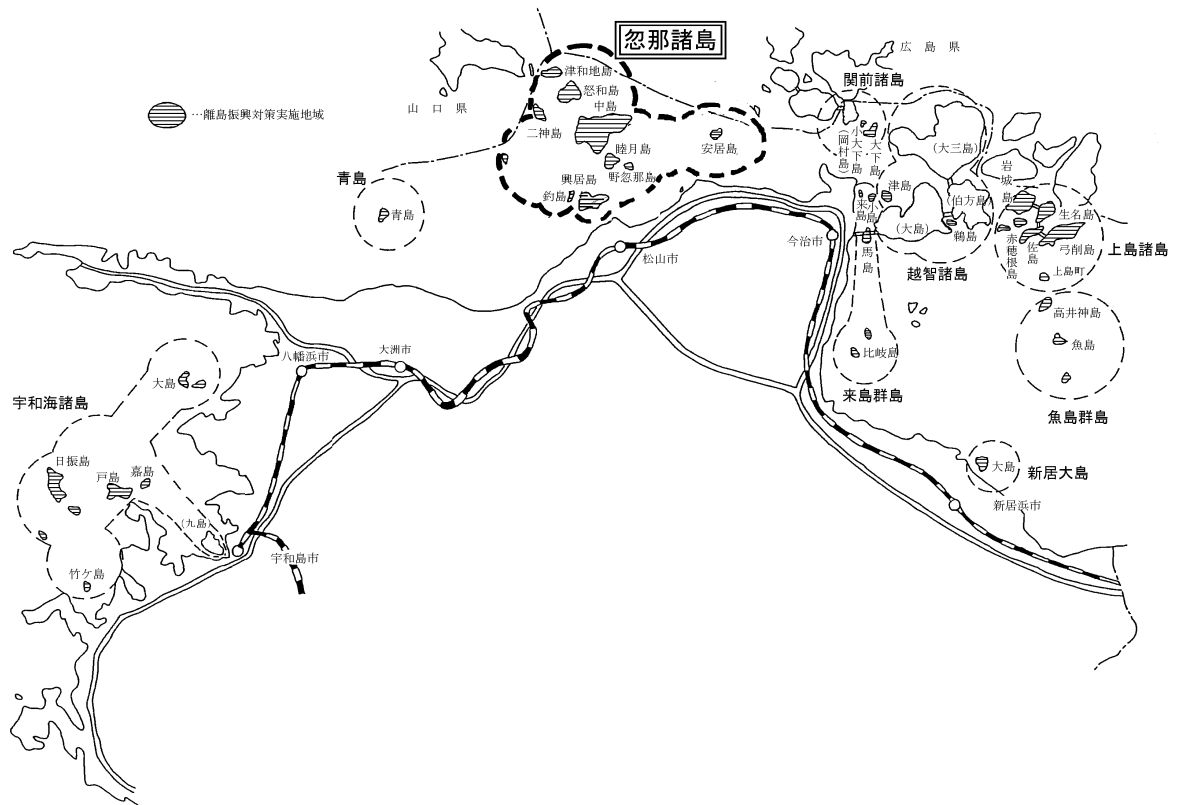 忽那諸島
広島県
津和地島
怒和島
中島
二神島
睦月島
野忽那島
安居島
興居島
釣島
山口県
…離島振興対策実施地域
関前諸島
(岡村島)
小大下島
大下島
(大三島)
岩城島
生名島
弓削島
佐島
赤穂根島
上島町
上島諸島
津島
(伯方島)
(大島)
鵜島
越智諸島
来島
小島
馬島
比岐島
来島群島
高井神島
魚島
魚島群島
青島
青島
今治市
松山市
大洲市
八幡浜市
大島
宇和海諸島
日振島
戸島
嘉島
(九島)
竹ケ島
宇和島市
大島
新居大島
新居浜市